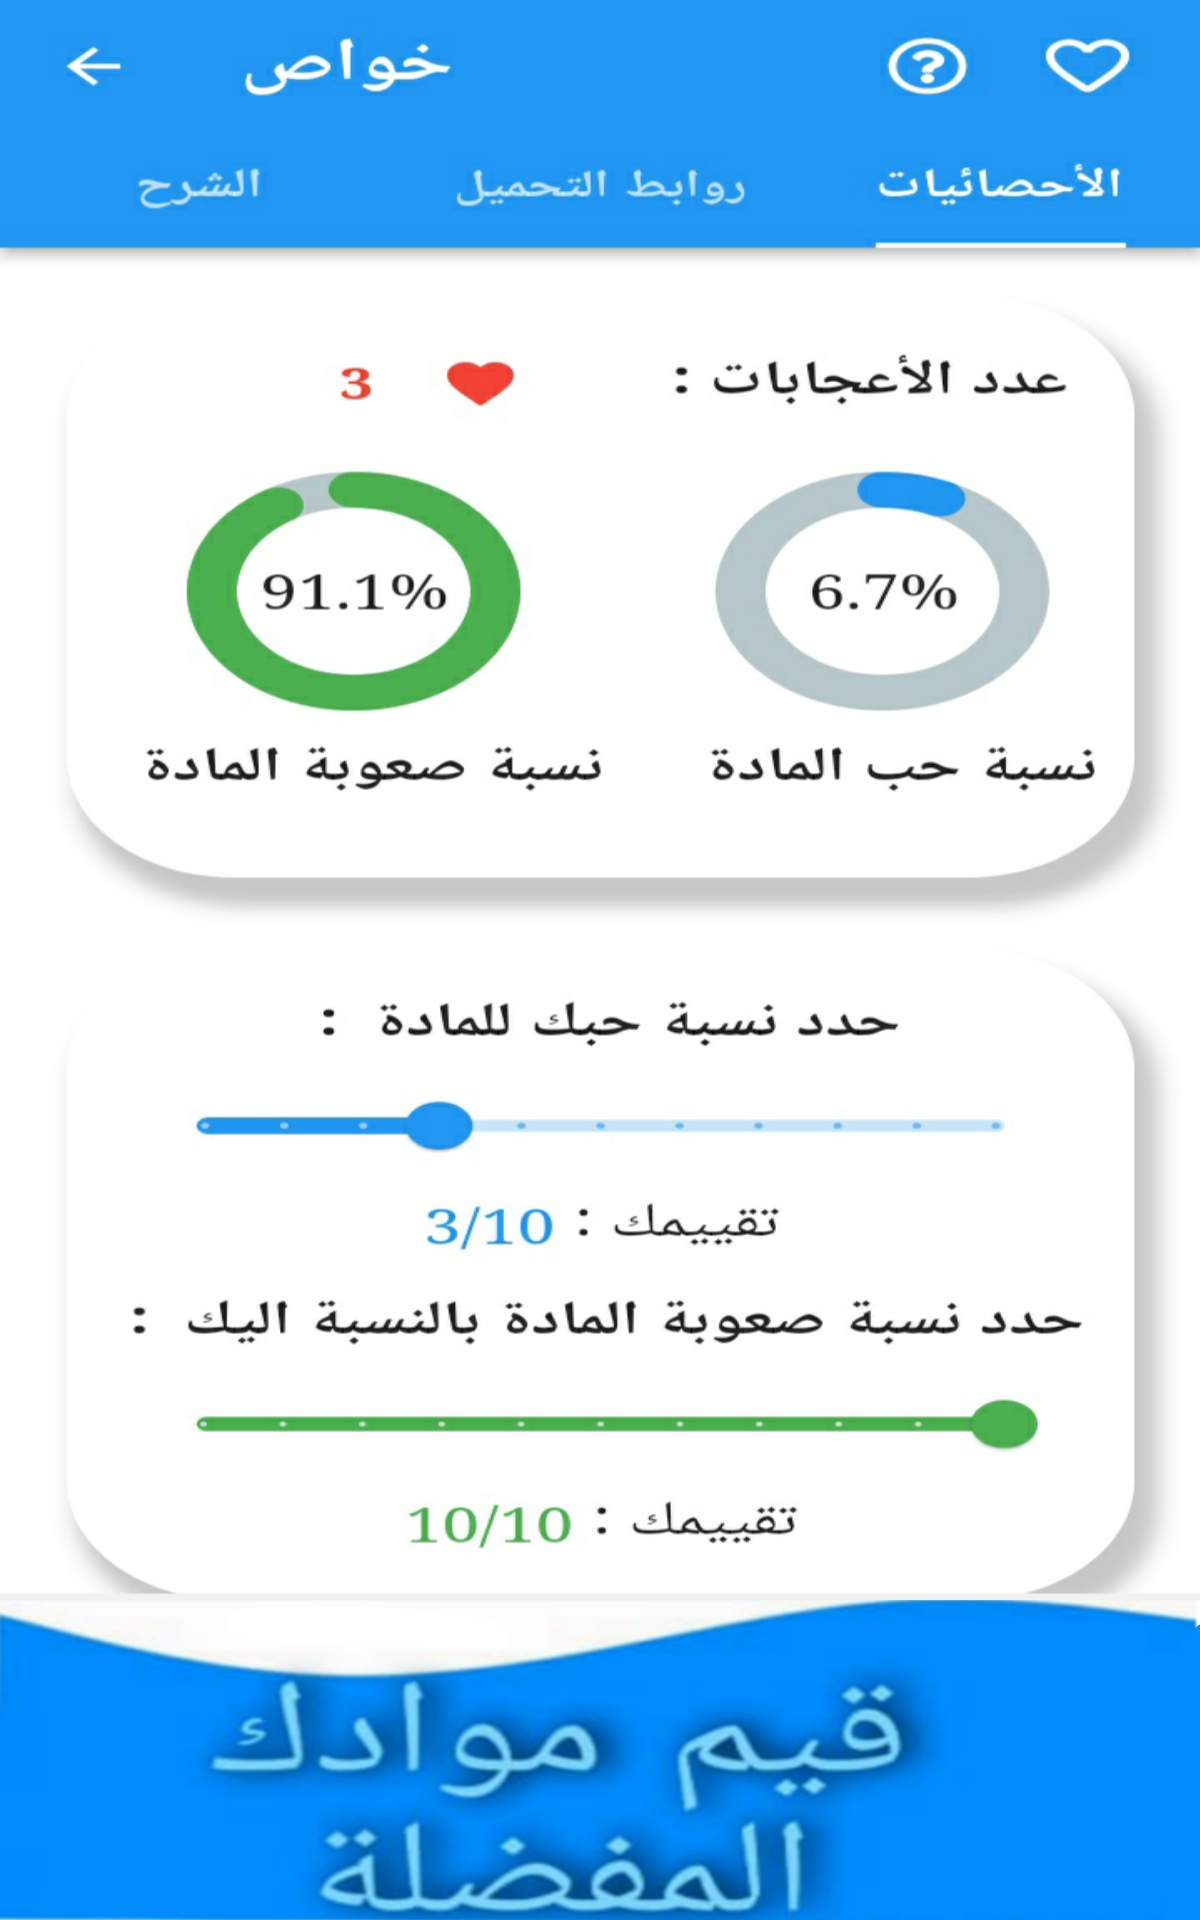 خواص
الأحصائيات
روابط التحميل
الشرح
عدد الأعجابات :
3
6.7%
91.1%
نسبة حب المادة
نسبة صعوبة المادة
حدد نسبة حبك للمادة :
تقييمك : 3/10
حدد نسبة صعوبة المادة بالنسبة اليك :
تقييمك : 10/10
قيم موادك
المفضلة